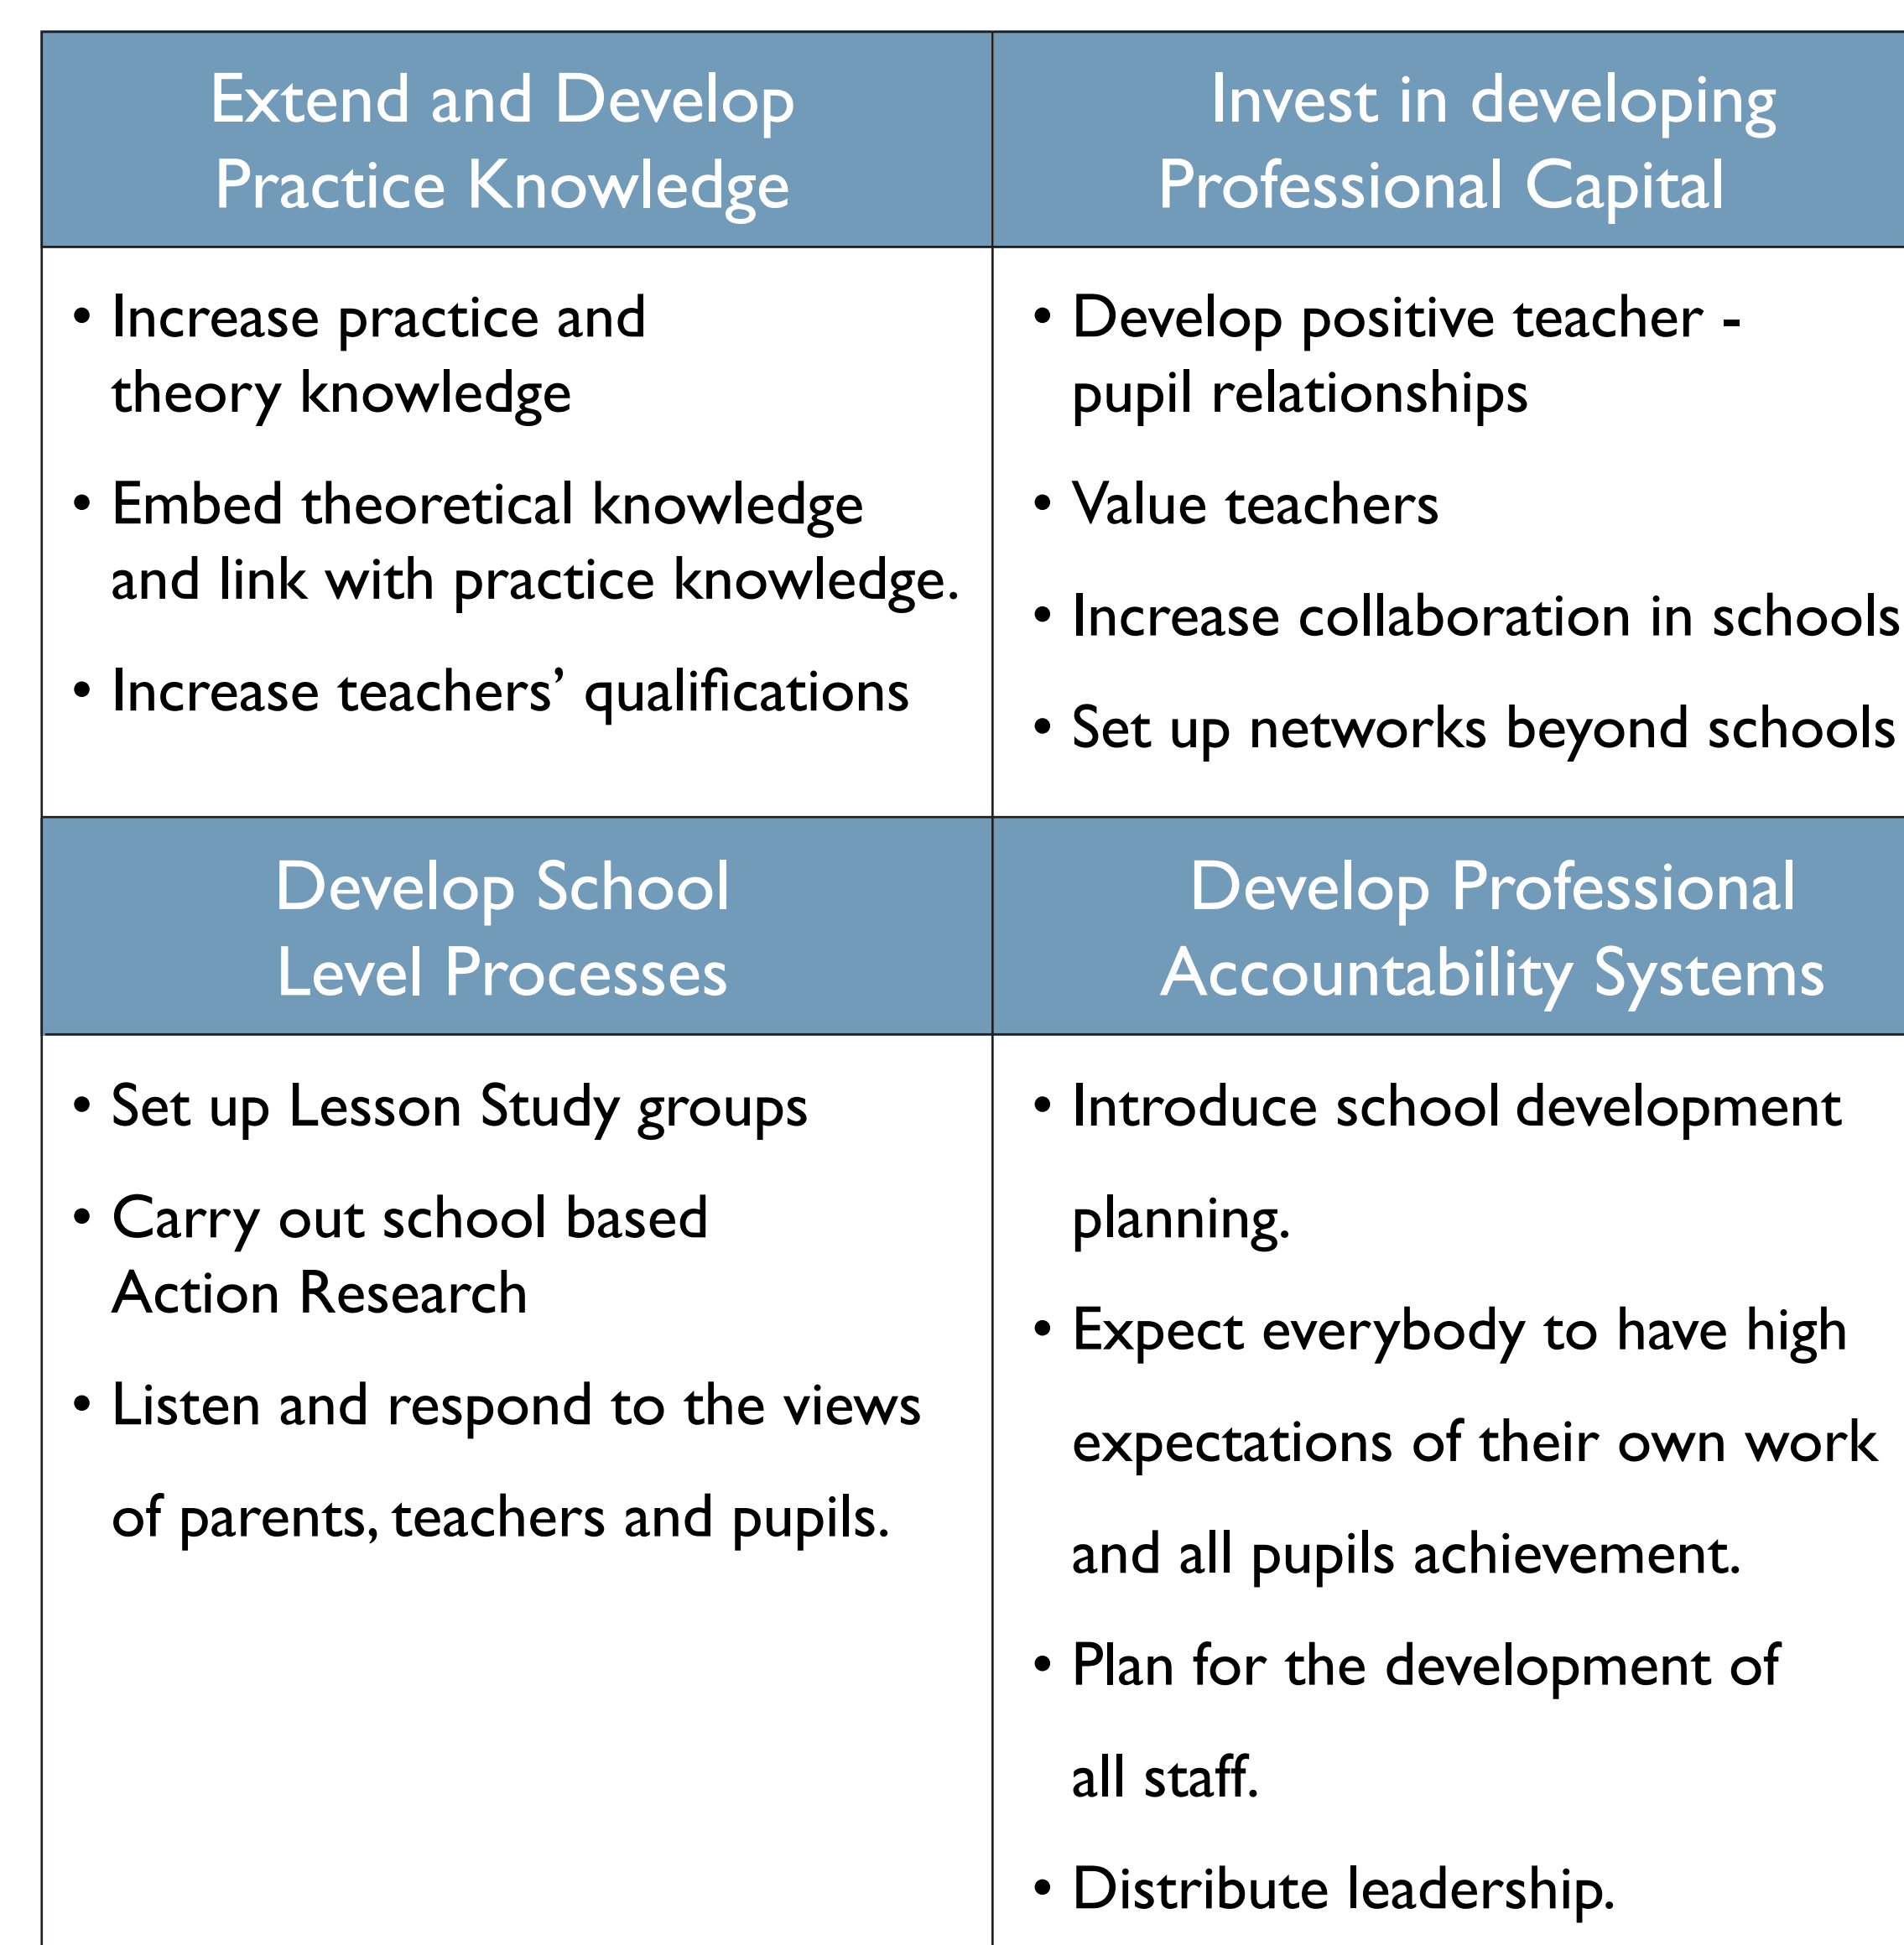 Extend and Develop
Practice Knowledge
• Increase practice and
theory knowledge
• Embed theoretical knowledge
and link with practice knowledge.
• Increase teachers’ qualifications
Invest in developing
Professional Capital
• Develop positive teacher -
pupil relationships
• Value teachers
• Increase collaboration in schools
• Set up networks beyond schools
Develop School
Level Processes
• Set up Lesson Study groups
• Carry out school based
Action Research
• Listen and respond to the views
of parents, teachers and pupils.
Develop Professional
Accountability Systems
• Introduce school development
planning.
• Expect everybody to have high
expectations of their own work
and all pupils achievement.
• Plan for the development of
all staff.
• Distribute leadership.